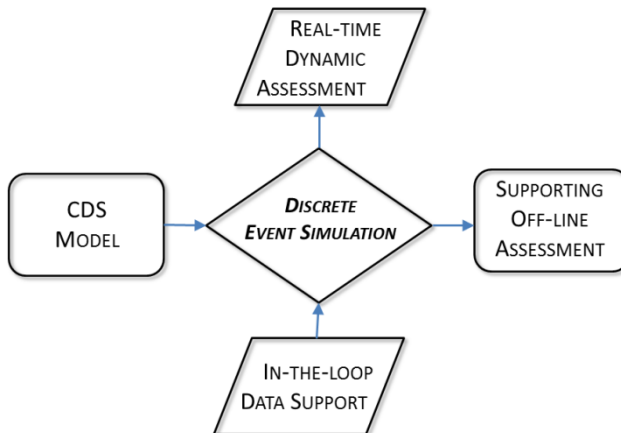 REAL-TIME
DYNAMIC
ASSESSMENT
CDS
MODEL
DISCRETE
EVENT SIMULATION
SUPPORTING
OFF-LINE
ASSESSMENT
IN-THE-LOOP
DATA SUPPORT